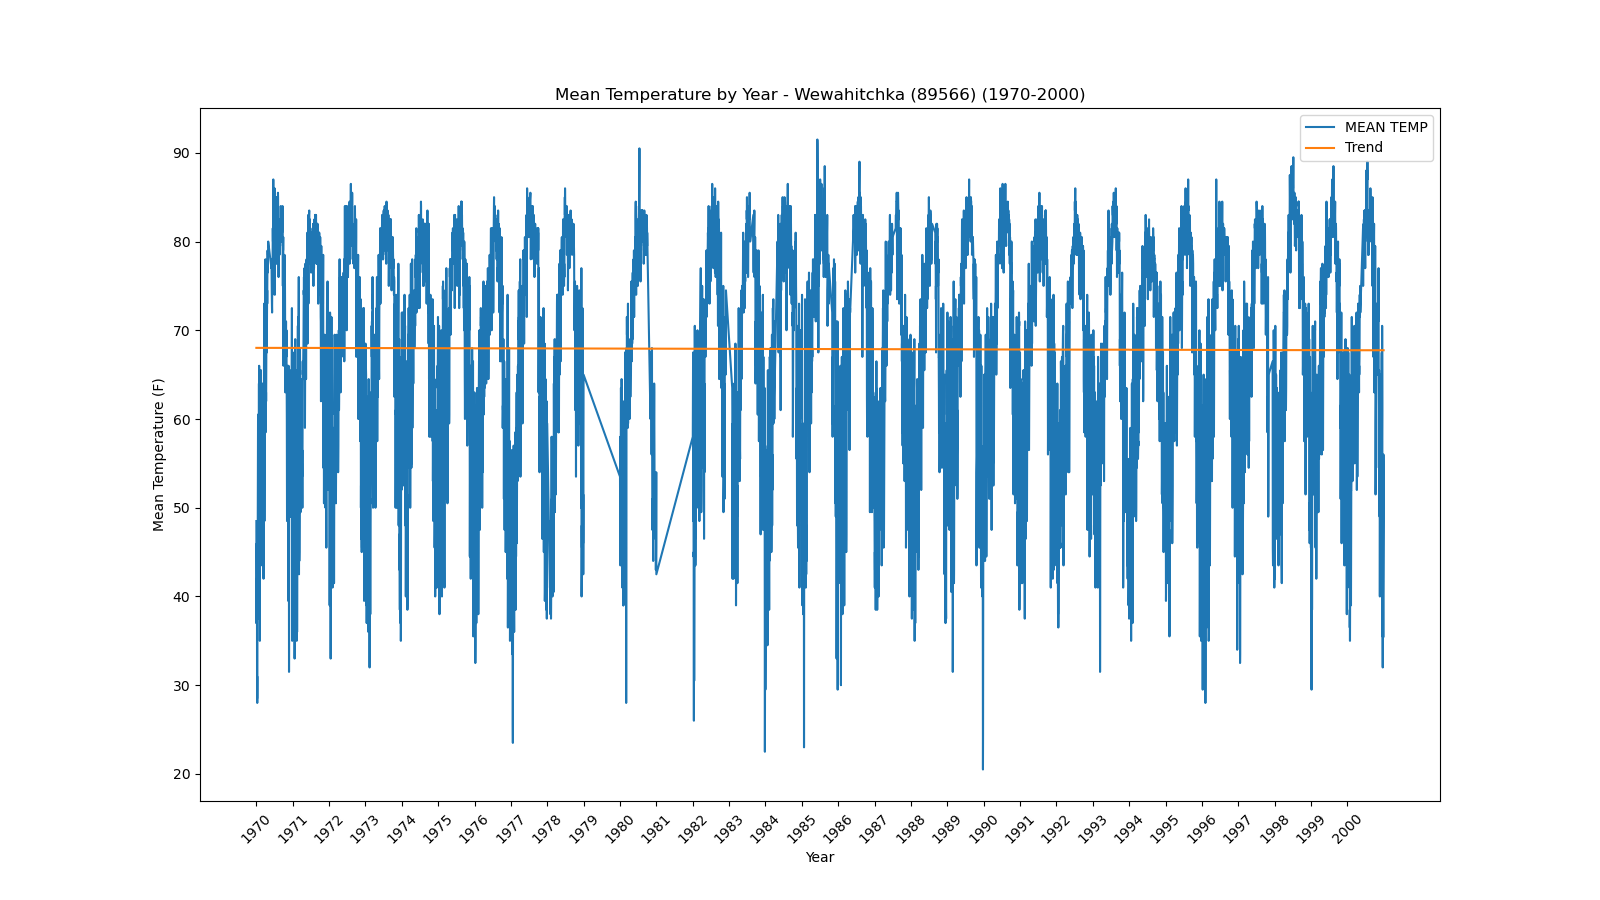 Mean Temperature by Year - Wewahitchka (89566) (1970-2000)
MEAN TEMP
Trend
90
80
70
60
50
40
30
20
Mean Temperature (F)
1970 1971 1972 1973 1974 1975 1976 1977 1978 1979 1980 1981 1982 1983 1984 1985 1986 1987 1988 1989 1990 1991 1992 1993 1994 1995 1996 1997 1998 1999 2000
Year